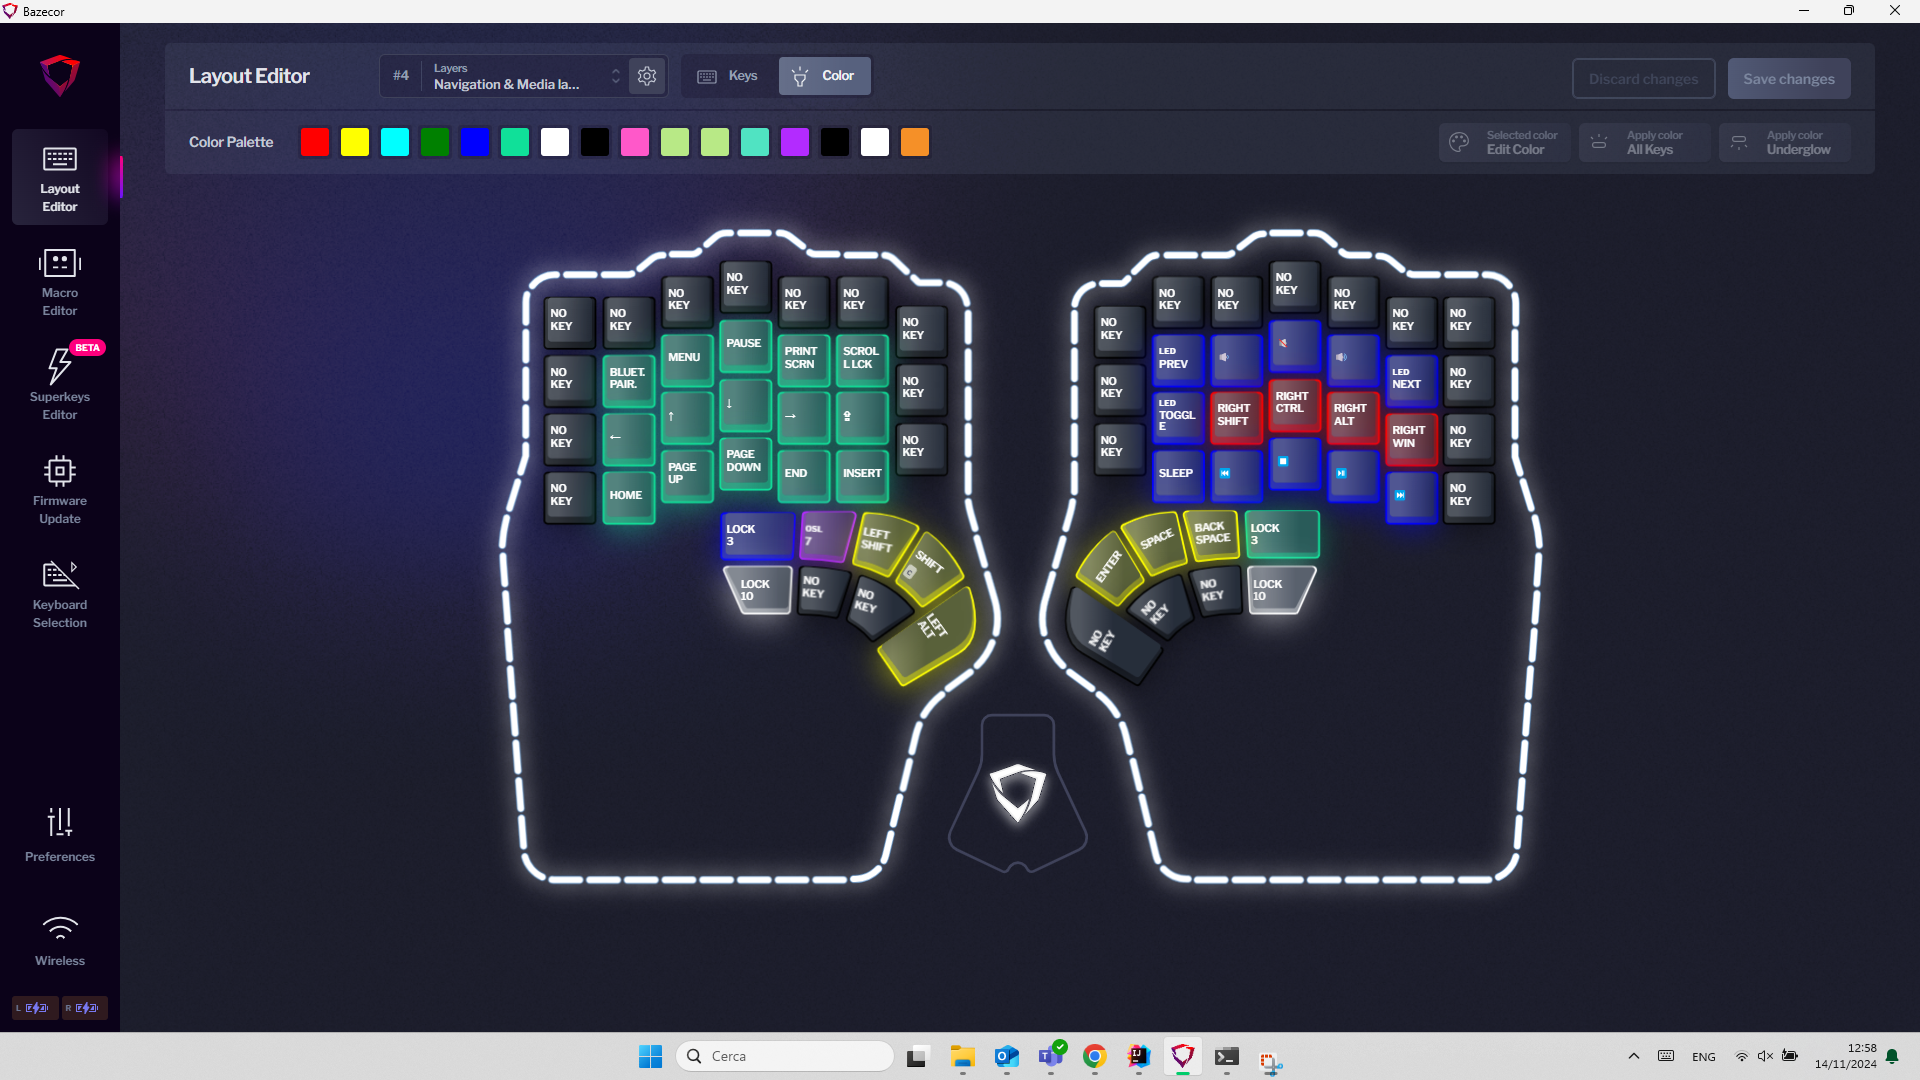 Bazecor
Layout Editor
#4
Layers
Navigation & Media la...
Keys
Color
Discard changes
Save changes
Color Palette
Selected color
Edit Color
Apply color
All Keys
Apply color
Underglow
Layout
Editor
Macro
Editor
BETA
Superkeys
Editor
Firmware
Update
Keyboard
Selection
Preferences
Wireless
L
R
NO
KEY
NO
KEY
NO
KEY
NO
KEY
NO
KEY
NO
KEY
NO
KEY
NO
KEY
BLUET.
PAIR.
MENU
PAUSE
PRINT
SCRN
SCROL
L LCK
NO
KEY
NO
KEY
←
↑
↓
→
NO
KEY
NO
KEY
HOME
PAGE
UP
PAGE
DOWN
END
INSERT
LOCK
3
OSL
7
LEFT
SHIFT
SHIFT
C
LOCK
10
NO
KEY
NO
KEY
LEFT
ALT
NO
KEY
NO
KEY
NO
KEY
NO
KEY
NO
KEY
NO
KEY
NO
KEY
NO
KEY
LED
PREV
LED
NEXT
NO
KEY
NO
KEY
LED
TOGGL
E
RIGHT
SHIFT
RIGHT
CTRL
RIGHT
ALT
RIGHT
WIN
NO
KEY
SLEEP
NO
KEY
ENTER
SPACE
BACK
SPACE
LOCK
3
NO
KEY
NO
KEY
NO
KEY
LOCK
10
Cerca
ENG
12:58
14/11/2024